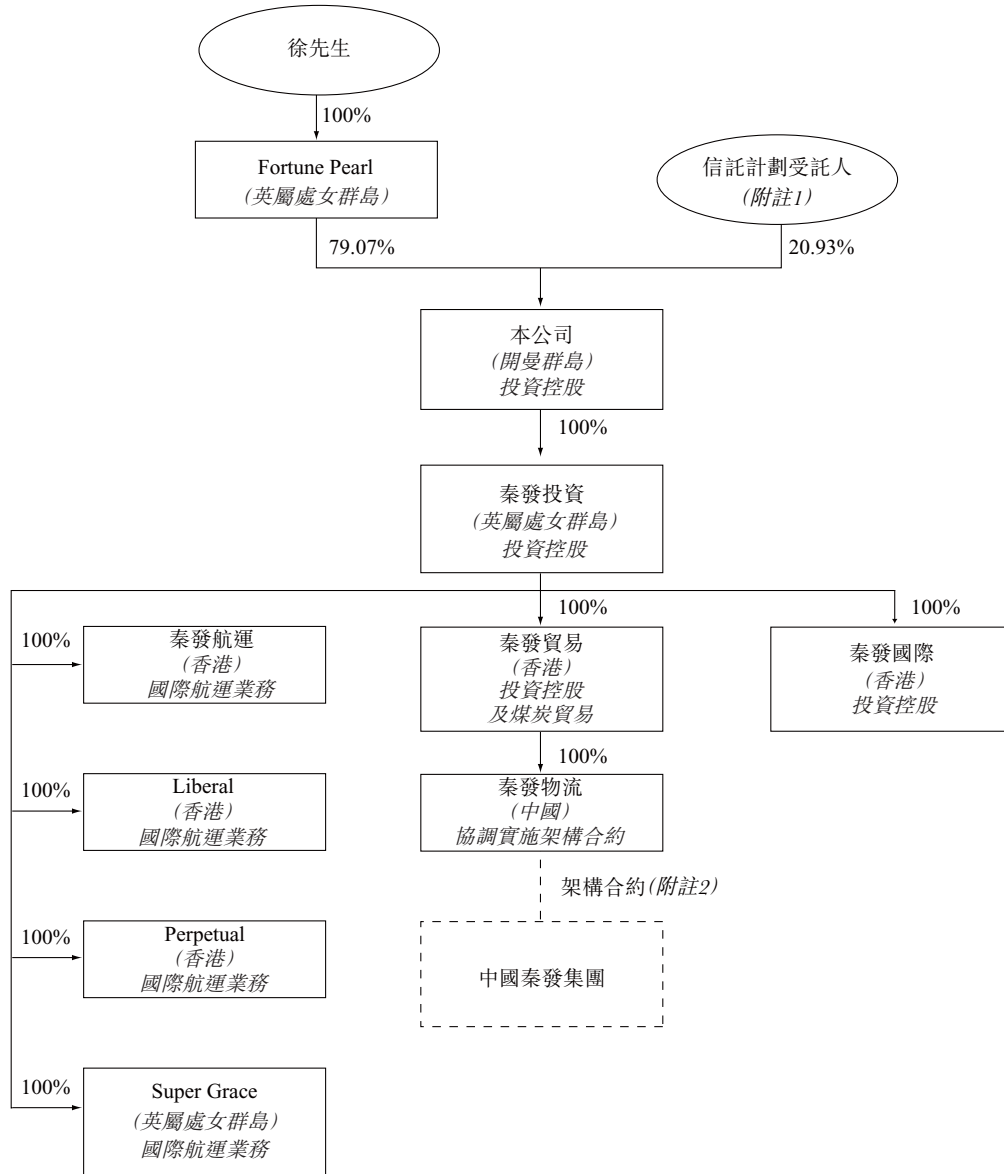 徐先生
100%
Fortune Pearl
(英屬處女群島)
信託計劃受託人
(附註1)
79.07%
20.93%
本公司
(開曼群島)
投資控股
100%
秦發投資
(英屬處女群島)
投資控股
100%
100%
100%
秦發航運
(香港)
國際航運業務
秦發貿易
(香港)
投資控股
及煤炭貿易
秦發國際
(香港)
投資控股
100%
100%
Liberal
(香港)
國際航運業務
秦發物流
(中國)
協調實施架構合約
架構合約(附註2)
100%
Perpetual
(香港)
國際航運業務
中國秦發集團
100%
Super Grace
(英屬處女群島)
國際航運業務